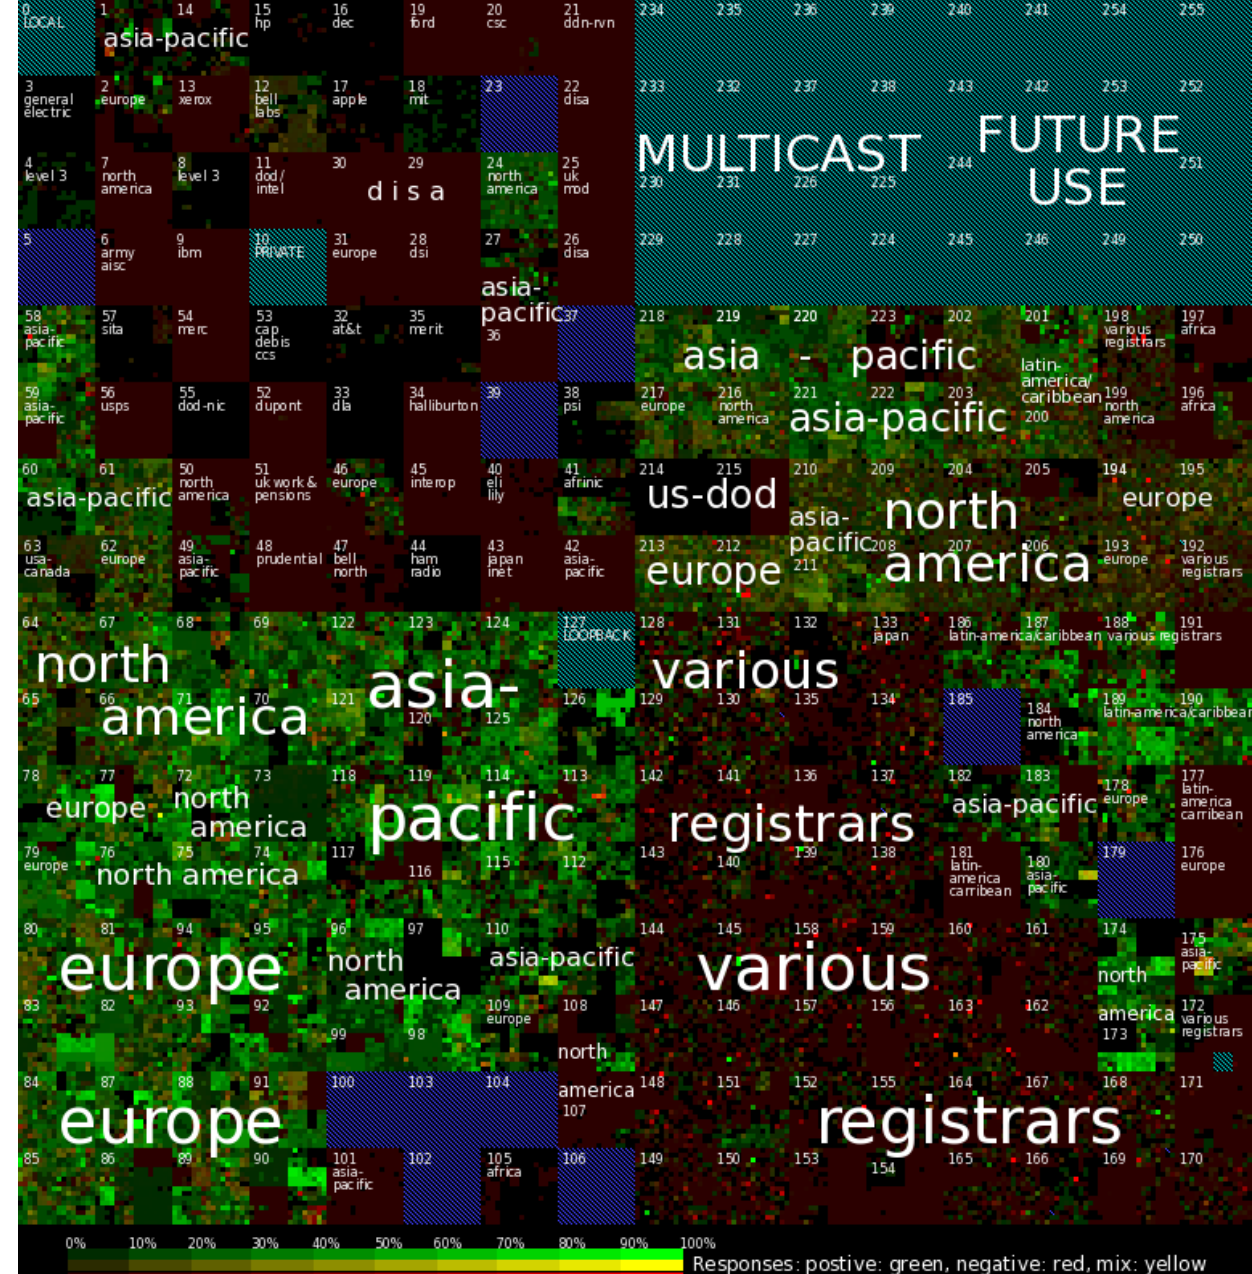 0 1 14 15 16 19 20 21 234 235 236 239 240 241 254 255
LOCAL hp dec ford csc ddn-rvn
asia-pacific
3 2 13 12 17 18 23 22 233 232 237 238 243 242 253 252
general europe xerox bell apple mit disa
electric labs
MULTICAST FUTURE
USE
4 7 8 11 30 29 24 25 230 231 226 225 244 251
level 3 north level 3 dod/ north uk
america intel america mod
d i s a
5 6 9 10 31 28 27 26 229 228 227 224 245 246 249 250
army ibm PRIVATE europe dsi disa
aisc
asia-
pacific
58 57 54 53 32 35 36 37 218 219 220 223 202 201 198 197
asia- sita merc cap at&t merit various africa
pacific debis registrars
ccs
asia - pacific
latin-
america/
caribbean
59 56 55 52 33 34 39 38 217 216 221 222 203 200 199 196
asia- usps dod-nic dupont dla halliburton psi europe north north africa
pacific america america
asia-pacific
60 61 50 51 46 45 40 41 214 215 210 209 204 205 194 195
north uk work & europe interop eli afrinic
america pensions lily
asia-pacific us-dod north europe
asia-
pacific
63 62 49 48 47 44 43 42 213 212 211 208 207 206 193 192
usa- europe asia- prudential bell ham japan asia- europe various
canada pacific north radio inet pacific registrars
europe america
64 67 68 69 122 123 124 127 128 131 132 133 186 187 188 191
LOOPBACK japan latin-america/caribbean various registrars
north asia- various
65 66 71 70 121 120 125 126 129 130 135 134 185 184 189 190
america north latin-america/caribbean
america
78 77 72 73 118 119 114 113 142 141 136 137 182 183 178 177
europe north pacific registrars asia-pacific europe latin-
america america
carribean
79 76 75 74 117 116 115 112 143 140 139 138 181 180 179 176
europe north america latin- asia- europe
america pacific
carribean
80 81 94 95 96 97 110 145 144 158 159 160 161 174 175
europe north asia-pacific various north asia-
america pacific
83 82 93 92 99 98 109 108 147 146 157 156 163 162 173 172
europe north america various
registrars
84 87 88 91 100 103 104 107 148 151 152 155 164 167 168 171
europe america registrars
85 86 89 90 101 102 105 106 149 150 153 154 165 166 169 170
asia- africa
pacific
0% 10% 20% 30% 40% 50% 60% 70% 80% 90% 100%
Responses: postive: green, negative: red, mix: yellow